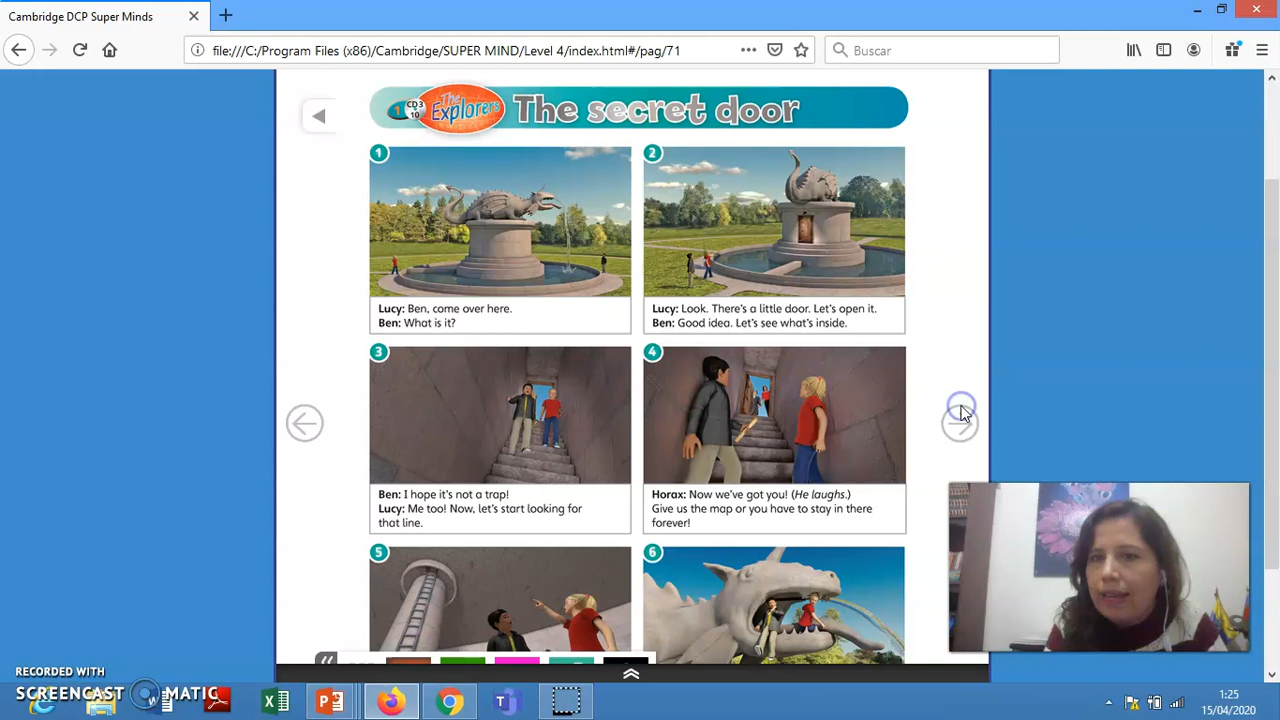 Cambridge DCP Super Minds
file:///C:/Program Files (x86)/Cambridge/SUPER MIND/Level 4/index.html#/pag/71
Buscar
1 CD3 10 The Explorers The secret door
1
2
Lucy: Ben, come over here.
Ben: What is it?
Lucy: Look. There's a little door. Let's open it.
Ben: Good idea. Let's see what's inside.
3
4
Ben: I hope it's not a trap!
Lucy: Me too! Now, let's start looking for
that line.
Horax: Now we've got you! (He laughs.)
Give us the map or you have to stay in there
forever!
5
6
RECORDED WITH
SCREENCAST MATIC
1:25
15/04/2020